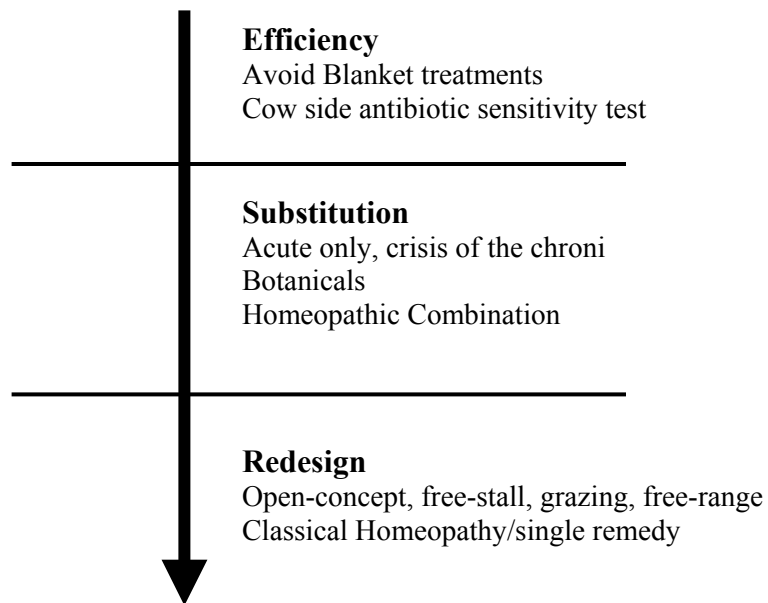 Efficiency
Avoid Blanket treatments
Cow side antibiotic sensitivity test
Substitution
Acute only, crisis of the chroni
Botanicals
Homeopathic Combination
Redesign
Open-concept, free-stall, grazing, free-range
Classical Homeopathy/single remedy